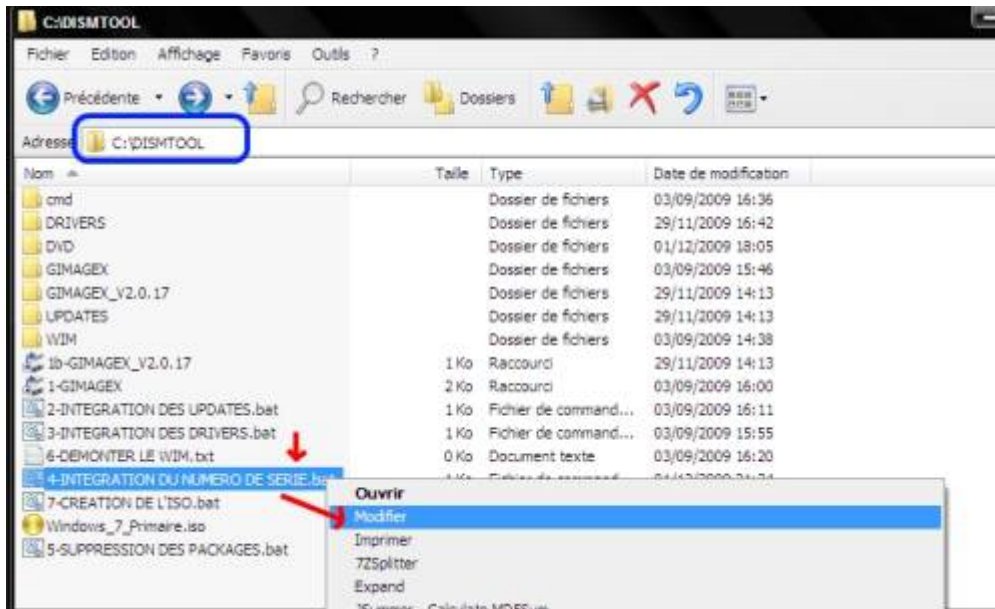 C:\DISMTOOL
Fichier Edition Affichage Favoris Outils ?
Précédente Rechercher Dossiers
Adresse C:\DISMTOOL
Nom Taille Type Date de modification
cmd Dossier de fichiers 03/09/2009 16:36
DRIVERS Dossier de fichiers 29/11/2009 16:42
DVD Dossier de fichiers 01/12/2009 18:05
GIMAGEX Dossier de fichiers 03/09/2009 15:46
GIMAGEX_V2.0.17 Dossier de fichiers 29/11/2009 14:13
UPDATES Dossier de fichiers 29/11/2009 14:13
WIM Dossier de fichiers 03/09/2009 14:38
1b-GIMAGEX_V2.0.17 1 Ko Raccourci 29/11/2009 14:13
1-GIMAGEX 2 Ko Raccourci 03/09/2009 16:00
2-INTEGRATION DES UPDATES.bat 1 Ko Fichier de command... 03/09/2009 16:11
3-INTEGRATION DES DRIVERS.bat 1 Ko Fichier de command... 03/09/2009 15:55
6-DEMONTER LE WIM.txt 0 Ko Document texte 03/09/2009 16:20
4-INTEGRATION DU NUMERO DE SERIE.bat
7-CREATION DE L'ISO.bat
Windows_7_Primaire.iso
5-SUPPRESSION DES PACKAGES.bat
Ouvrir
Modifier
Imprimer
7ZSplitter
Expand